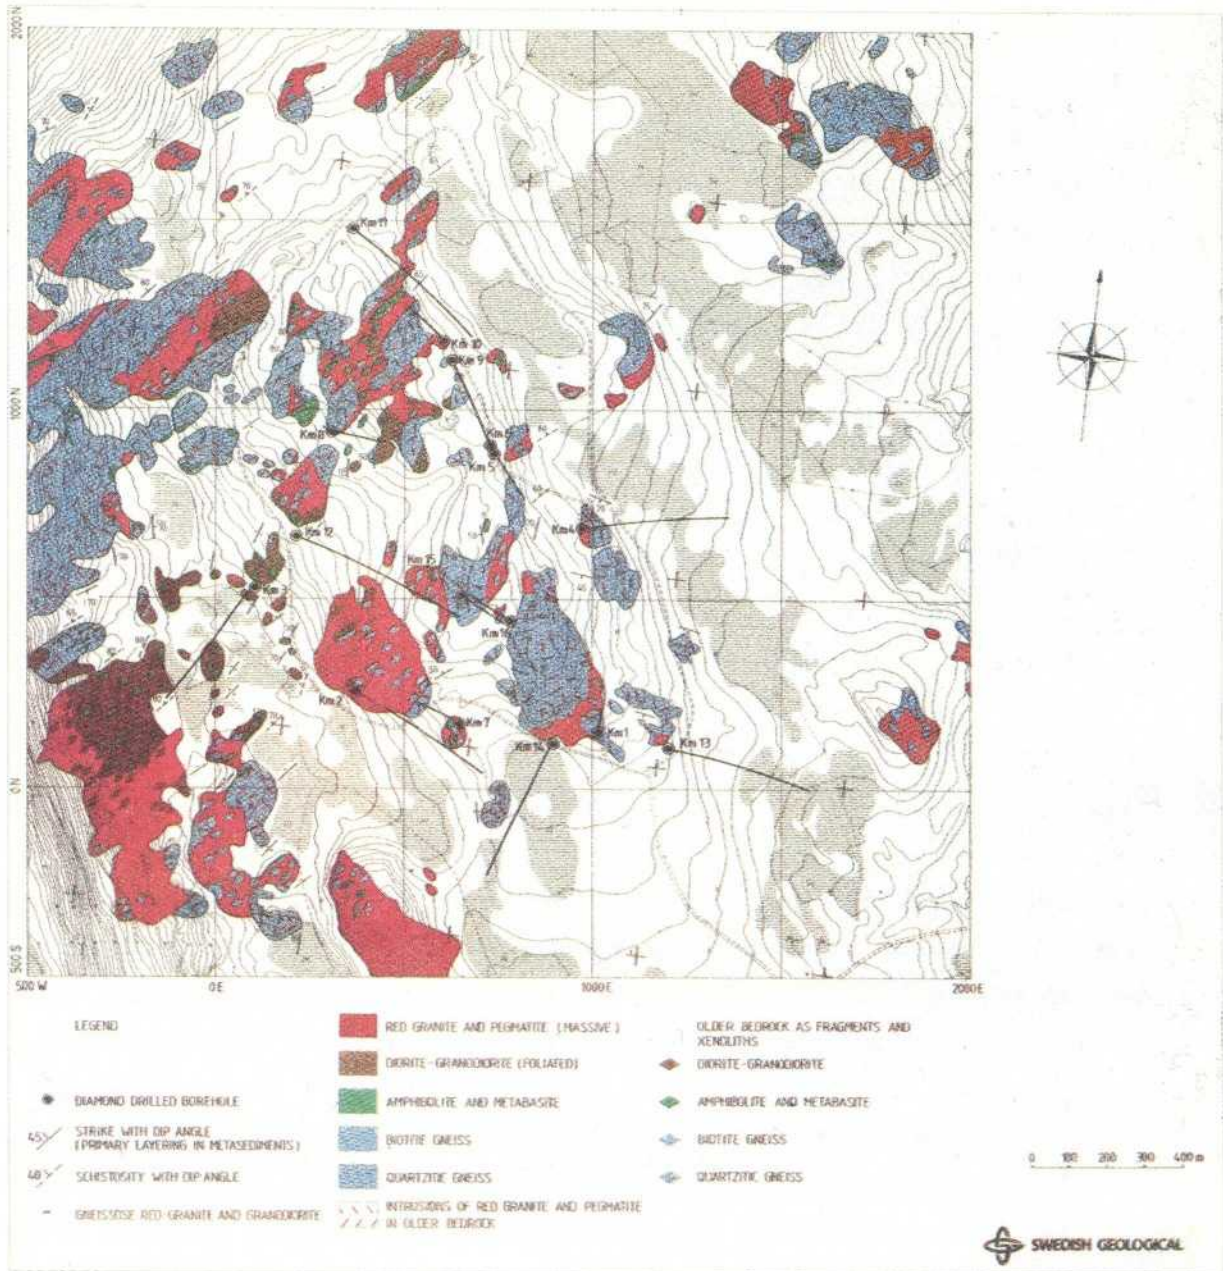 2000 N
Km 11
Km 10
Km 9
1000 N
Km 8
Km 5
Km 4
Km 12
Km 15
Km 3
Km 2
Km 7
Km 14
Km 1
Km 13
0 N
500 S
500 W
0 E
1000 E
2000 E
LEGEND
DIAMOND DRILLED BOREHOLE
45
STRIKE WITH DIP ANGLE
(PRIMARY LAYERING IN METASEDIMENTS)
40
SCHISTOSITY WITH DIP ANGLE
GNEISSOSE RED GRANITE AND GRANODIORITE
RED GRANITE AND PEGMATITE (MASSIVE)
DIORITE-GRANODIORITE (FOLIATED)
AMPHIBOLITE AND METABASITE
BIOTITE GNEISS
QUARTZITIC GNEISS
INTRUSIONS OF RED GRANITE AND PEGMATITE
IN OLDER BEDROCK
OLDER BEDROCK AS FRAGMENTS AND
XENOLITHS
DIORITE-GRANODIORITE
AMPHIBOLITE AND METABASITE
BIOTITE GNEISS
QUARTZITIC GNEISS
0 100 200 300 400 m
SWEDISH GEOLOGICAL